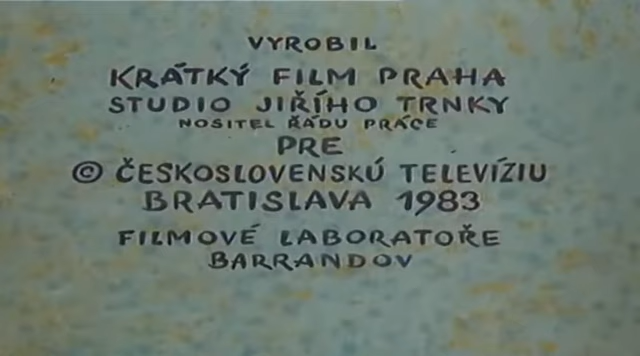 VYROBIL
KRÁTKÝ FILM PRAHA
STUDIO JIŘÍHO TRNKY
NOSITEL ŘÁDU PRÁCE
PRE
© ČESKOSLOVENSKÚ TELEVÍZIU
BRATISLAVA 1983
FILMOVÉ LABORATOŘE
BARRANDOV